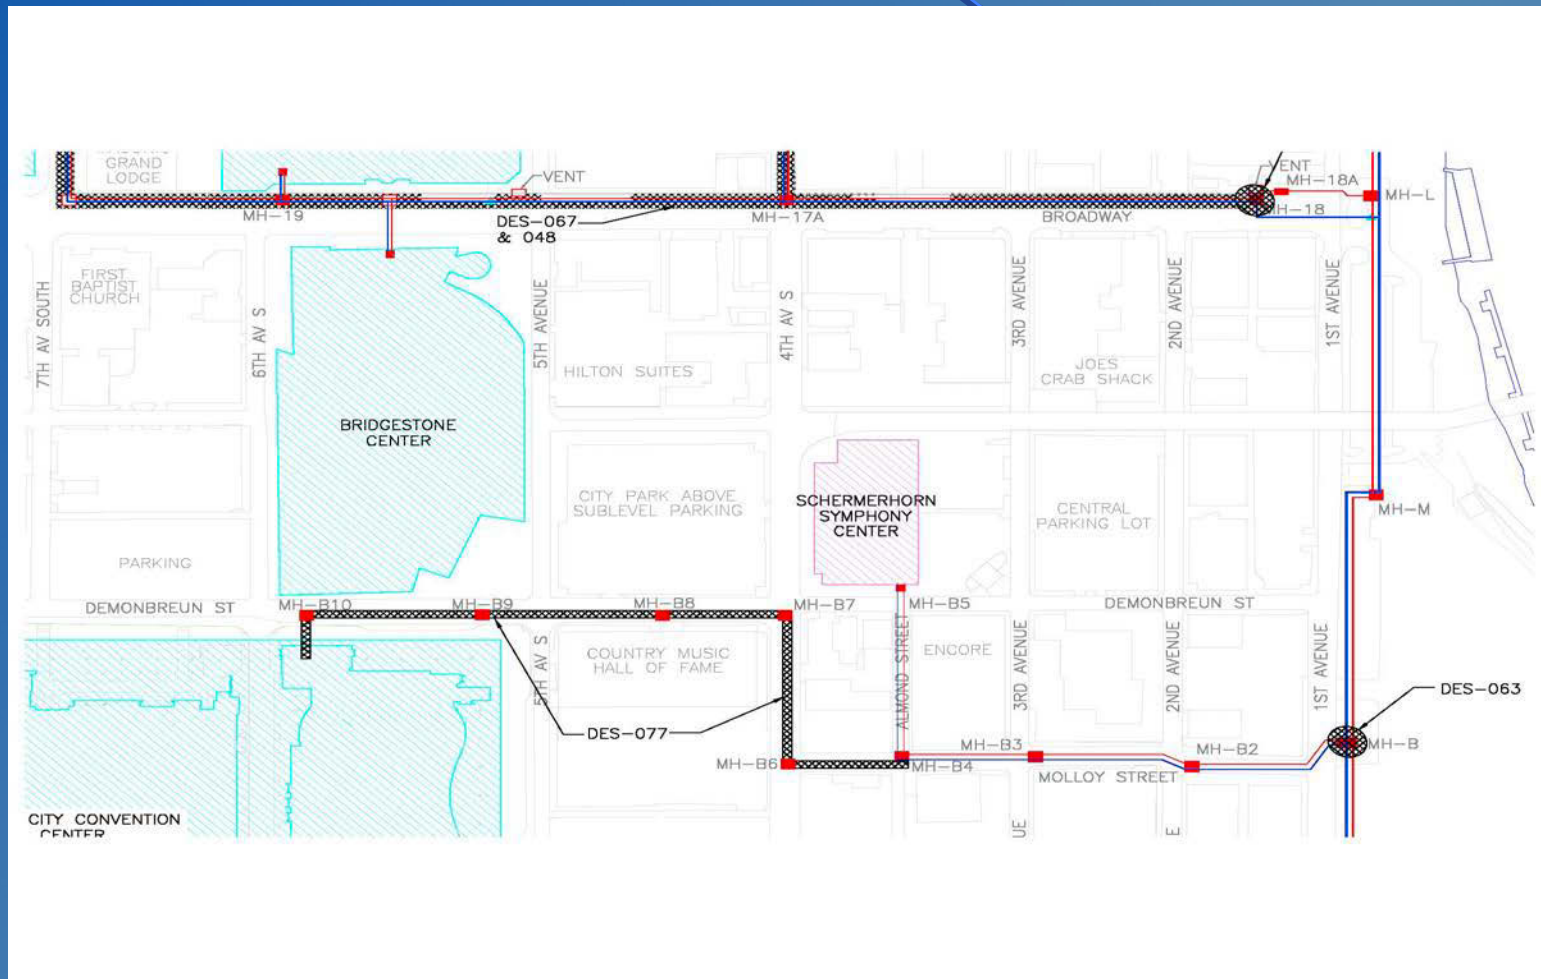 GRAND
LODGE
VENT
VENT
MH-18A
MH-L
MH-19
DES-067
& 048
MH-17A
BROADWAY
MH-18
FIRST
BAPTIST
CHURCH
7TH AV SOUTH
6TH AV S
5TH AVENUE
4TH AV S
3RD AVENUE
2ND AVENUE
1ST AVENUE
HILTON SUITES
JOES
CRAB SHACK
BRIDGESTONE
CENTER
CITY PARK ABOVE
SUBLEVEL PARKING
SCHERMERHORN
SYMPHONY
CENTER
CENTRAL
PARKING LOT
MH-M
PARKING
DEMONBREUN ST
MH-B10
MH-B9
MH-B8
MH-B7
MH-B5
DEMONBREUN ST
5TH AV S
COUNTRY MUSIC
HALL OF FAME
ALMOND STREET
ENCORE
3RD AVENUE
2ND AVENUE
1ST AVENUE
DES-063
DES-077
MH-B6
MH-B4
MH-B3
MH-B2
MH-B
MOLLOY STREET
CITY CONVENTION
CENTER
UE
E